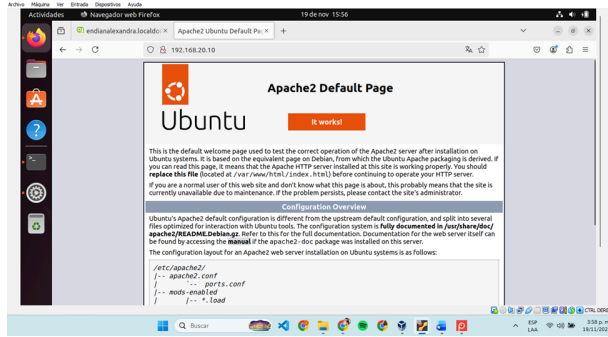 Archivo Máquina Ver Entrada Dispositivos Ayuda
Actividades Navegador web Firefox 19 de nov 15:56
endianalexandra.localdo× Apache2 Ubuntu Default Pa× +
192.168.20.10
Apache2 Default Page
Ubuntu
It works!
This is the default welcome page used to test the correct operation of the Apache2 server after installation on
Ubuntu systems. It is based on the equivalent page on Debian, from which the Ubuntu Apache packaging is derived. If
you can read this page, it means that the Apache HTTP server installed at this site is working properly. You should
replace this file (located at /var/www/html/index.html) before continuing to operate your HTTP server.
If you are a normal user of this web site and don't know what this page is about, this probably means that the site is
currently unavailable due to maintenance. If the problem persists, please contact the site's administrator.
Configuration Overview
Ubuntu's Apache2 default configuration is different from the upstream default configuration, and split into several
files optimized for interaction with Ubuntu tools. The configuration system is fully documented in /usr/share/doc/
apache2/README.Debian.gz. Refer to this for the full documentation. Documentation for the web server itself can
be found by accessing the manual if the apache2-doc package was installed on this server.
The configuration layout for an Apache2 web server installation on Ubuntu systems is as follows:
/etc/apache2/
|-- apache2.conf
| `-- ports.conf
|-- mods-enabled
| |-- *.load
CTRL DERE
Buscar
ESP
LAA
3:58 p.m
19/11/202